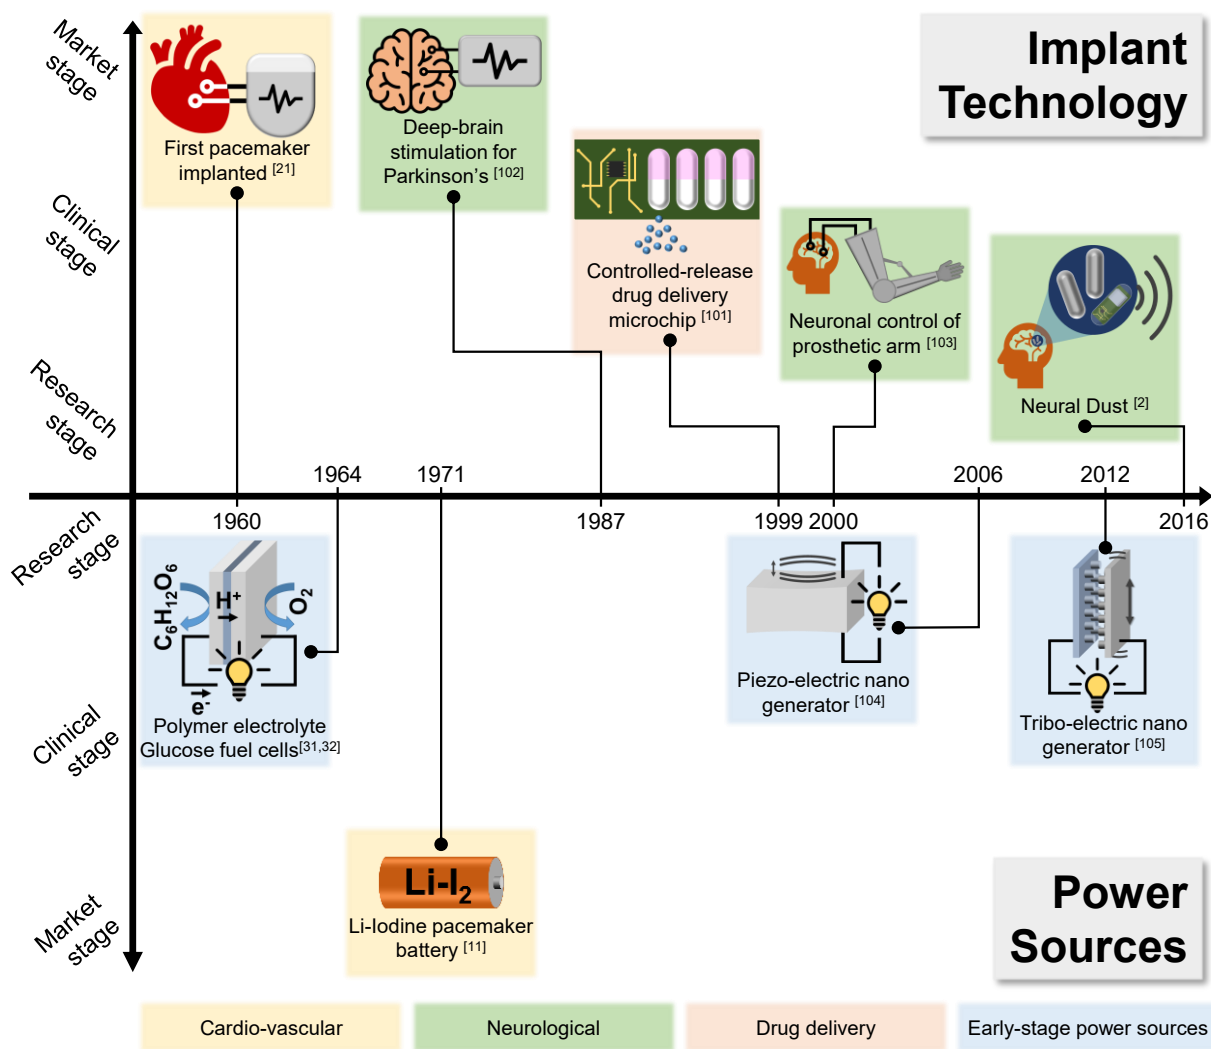 Implant
Technology
Market
stage
Clinical
stage
Research
stage
First pacemaker
implanted [21]
Deep-brain
stimulation for
Parkinson's [102]
Controlled-release
drug delivery
microchip [101]
Neuronal control of
prosthetic arm [103]
Neural Dust [2]
1964
1971
2006
2012
1960
1987
1999
2000
2016
Research
stage
Clinical
stage
Market
stage
C6H12O6
H+
O2
e-
Polymer electrolyte
Glucose fuel cells[31,32]
Li-I2
Li-Iodine pacemaker
battery [11]
Piezo-electric nano
generator [104]
Tribo-electric nano
generator [105]
Power
Sources
Cardio-vascular
Neurological
Drug delivery
Early-stage power sources